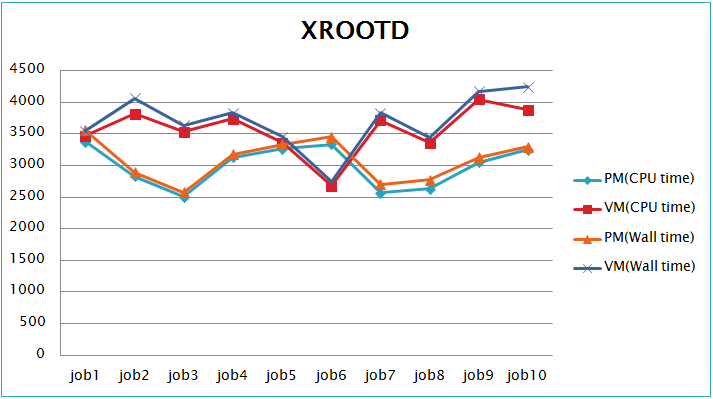 XROOTD
4500
4000
3500
3000
2500
2000
1500
1000
500
0
job1 job2 job3 job4 job5 job6 job7 job8 job9 job10
PM(CPU time)
VM(CPU time)
PM(Wall time)
VM(Wall time)